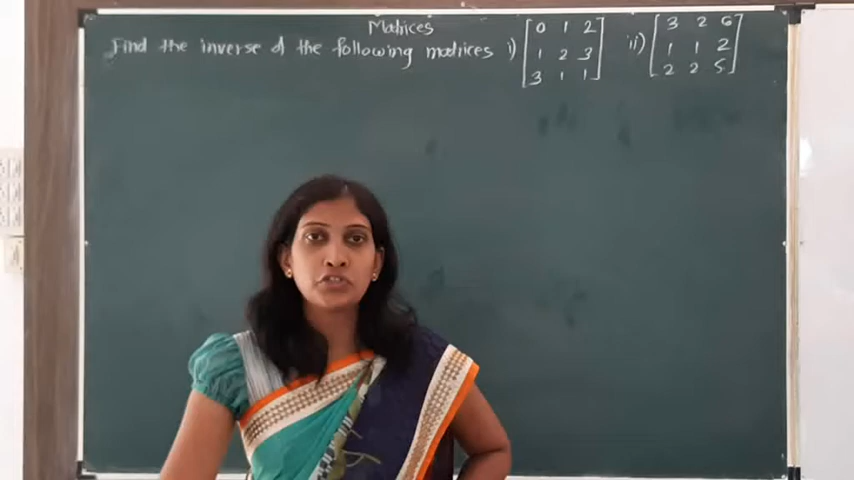 Matrices
Find the inverse of the following matrices i) [0 1 2
1 2 3
3 1 1] ii) [3 2 6
1 1 2
2 2 5]